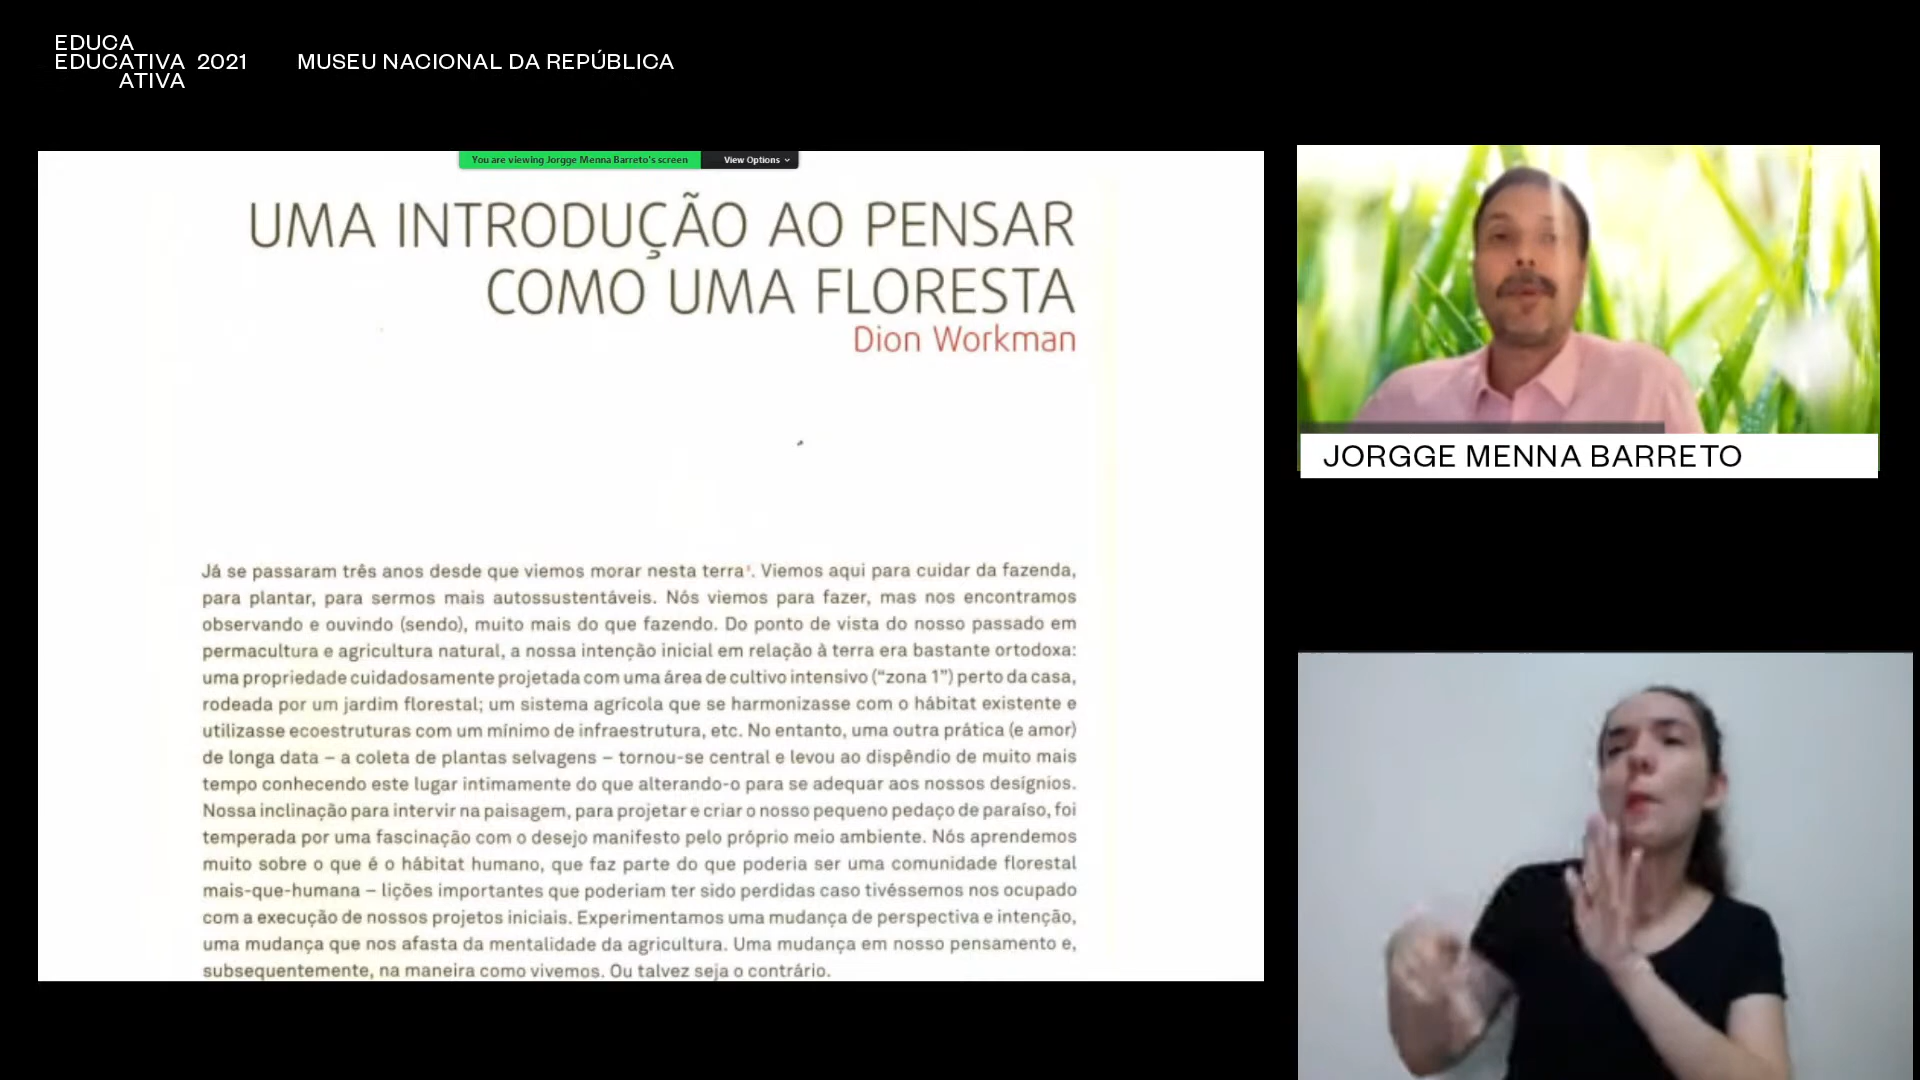 EDUCA
EDUCATIVA 2021
ATIVA
MUSEU NACIONAL DA REPÚBLICA
You are viewing Jorgge Menna Barreto's screen
View Options
UMA INTRODUÇÃO AO PENSAR
COMO UMA FLORESTA
Dion Workman
Já se passaram três anos desde que viemos morar nesta terra¹. Viemos aqui para cuidar da fazenda,
para plantar, para sermos mais autossustentáveis. Nós viemos para fazer, mas nos encontramos
observando e ouvindo (sendo), muito mais do que fazendo. Do ponto de vista do nosso passado em
permacultura e agricultura natural, a nossa intenção inicial em relação à terra era bastante ortodoxa:
uma propriedade cuidadosamente projetada com uma área de cultivo intensivo (“zona 1”) perto da casa,
rodeada por um jardim florestal; um sistema agrícola que se harmonizasse com o hábitat existente e
utilizasse ecoestruturas com um mínimo de infraestrutura, etc. No entanto, uma outra prática (e amor)
de longa data – a coleta de plantas selvagens – tornou-se central e levou ao dispêndio de muito mais
tempo conhecendo este lugar intimamente do que alterando-o para se adequar aos nossos desígnios.
Nossa inclinação para intervir na paisagem, para projetar e criar o nosso pequeno pedaço de paraíso, foi
temperada por uma fascinação com o desejo manifesto pelo próprio meio ambiente. Nós aprendemos
muito sobre o que é o hábitat humano, que faz parte do que poderia ser uma comunidade florestal
mais-que-humana – lições importantes que poderiam ter sido perdidas caso tivéssemos nos ocupado
com a execução de nossos projetos iniciais. Experimentamos uma mudança de perspectiva e intenção,
uma mudança que nos afasta da mentalidade da agricultura. Uma mudança em nosso pensamento e,
subsequentemente, na maneira como vivemos. Ou talvez seja o contrário.
JORGGE MENNA BARRETO